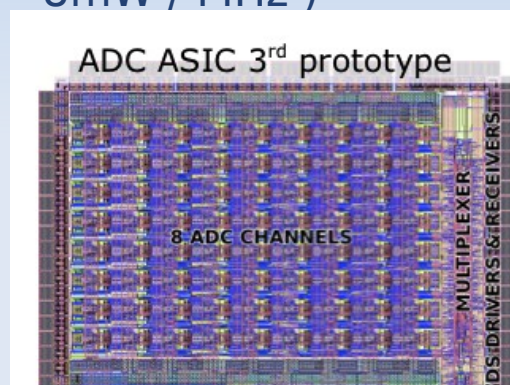 ADC ASIC 3rd prototype
8 ADC CHANNELS
MULTIPLEXER
DS DRIVERS & RECEIVERS